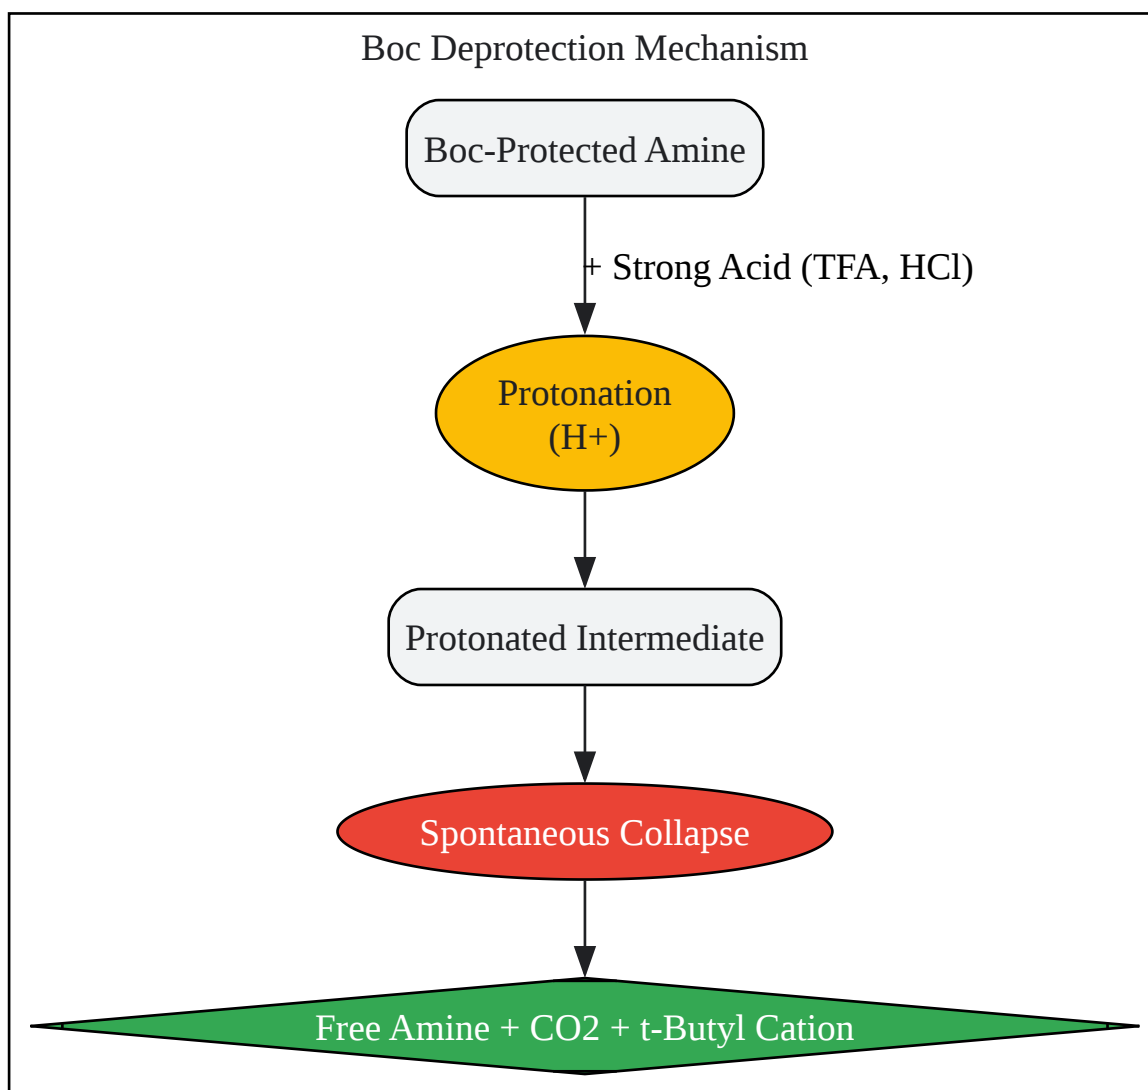 Boc Deprotection Mechanism
Boc-Protected Amine
+ Strong Acid (TFA, HCl)
Protonation
(H+)
Protonated Intermediate
Spontaneous Collapse
Free Amine + CO2 + t-Butyl Cation